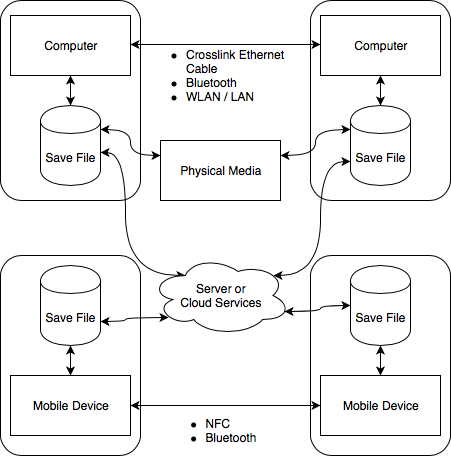 Computer
Computer
• Crosslink Ethernet
Cable
• Bluetooth
• WLAN / LAN
Save File
Save File
Physical Media
Server or
Cloud Services
Save File
Save File
Mobile Device
Mobile Device
• NFC
• Bluetooth